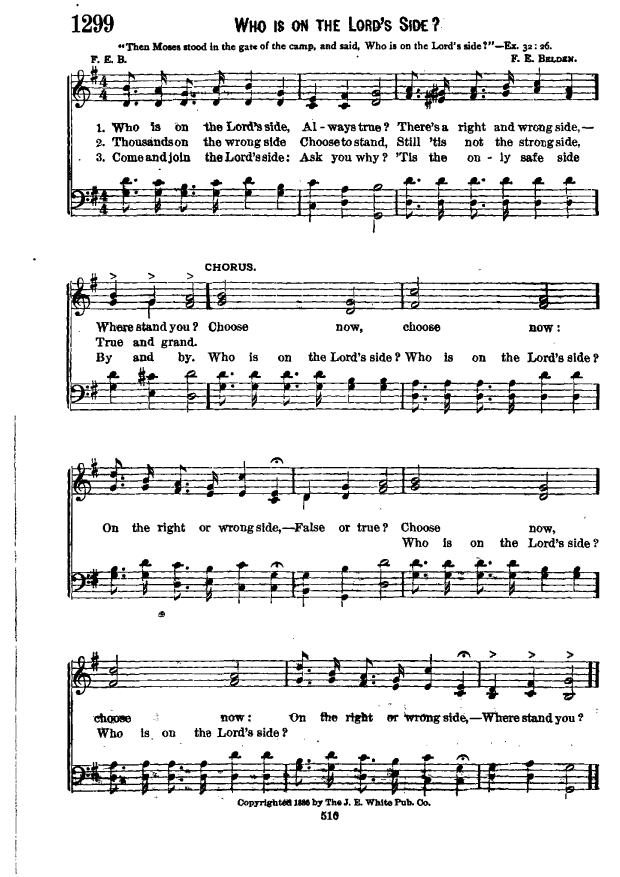 1299 WHO IS ON THE LORD'S SIDE?
"Then Moses stood in the gate of the camp, and said, Who is on the Lord's side?"—Ex. 32:26.
F. E. B. F. E. BELDEN.
1. Who is on the Lord's side, Al-ways true? There's a right and wrong side,—
2. Thousands on the wrong side Choose to stand, Still 'tis not the strong side,
3. Come and join the Lord's side: Ask you why? 'Tis the on-ly safe side
CHORUS.
Where stand you? Choose now, choose now:
True and grand.
By and by. Who is on the Lord's side? Who is on the Lord's side?
On the right or wrong side,—False or true? Choose now,
Who is on the Lord's side?
choose now: On the right or wrong side,—Where stand you?
Who is on the Lord's side?
Copyrighted 1886 by The J. E. White Pub. Co.
516